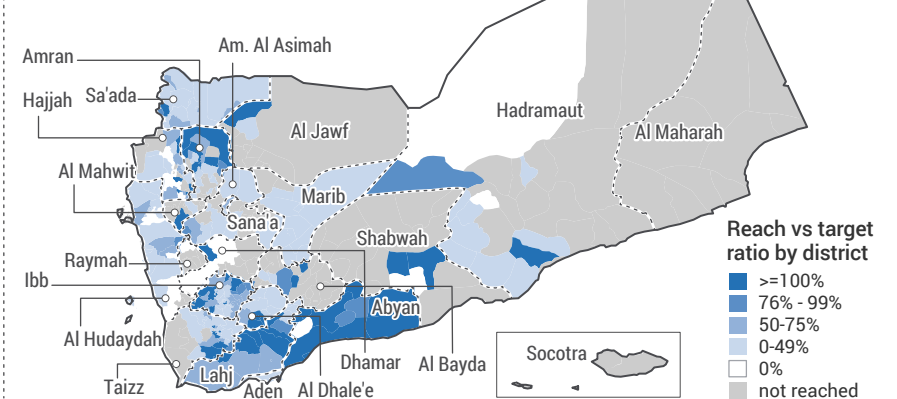 Am. Al Asimah
Amran
Sa'ada
Hajjah
Hadramaut
Al Jawf
Al Maharah
Al Mahwit
Marib
Sana'a
Shabwah
Raymah
Ibb
Abyan
Al Hudaydah
Dhamar
Al Bayda
Taizz
Lahj
Aden
Al Dhale'e
Socotra
Reach vs target
ratio by district
>=100%
76% - 99%
50-75%
0-49%
0%
not reached